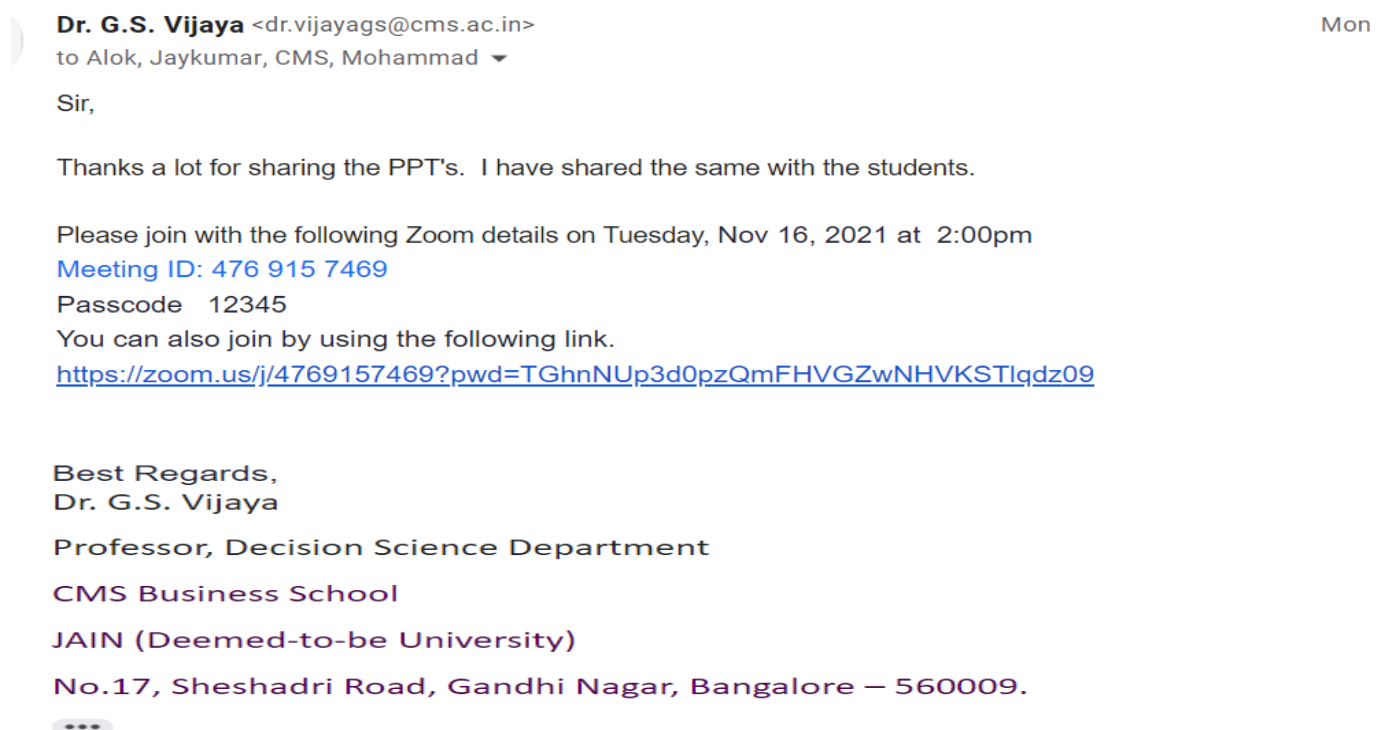 Dr. G.S. Vijaya <dr.vijayags@cms.ac.in>
Mon
to Alok, Jaykumar, CMS, Mohammad
Sir,
Thanks a lot for sharing the PPT's.  I have shared the same with the students.
Please join with the following Zoom details on Tuesday, Nov 16, 2021 at  2:00pm
Meeting ID: 476 915 7469
Passcode   12345
You can also join by using the following link.
https://zoom.us/j/4769157469?pwd=TGhnNUp3d0pzQmFHVGZwNHVKSTlqdz09
Best Regards,
Dr. G.S. Vijaya
Professor, Decision Science Department
CMS Business School
JAIN (Deemed-to-be University)
No.17, Sheshadri Road, Gandhi Nagar, Bangalore – 560009.